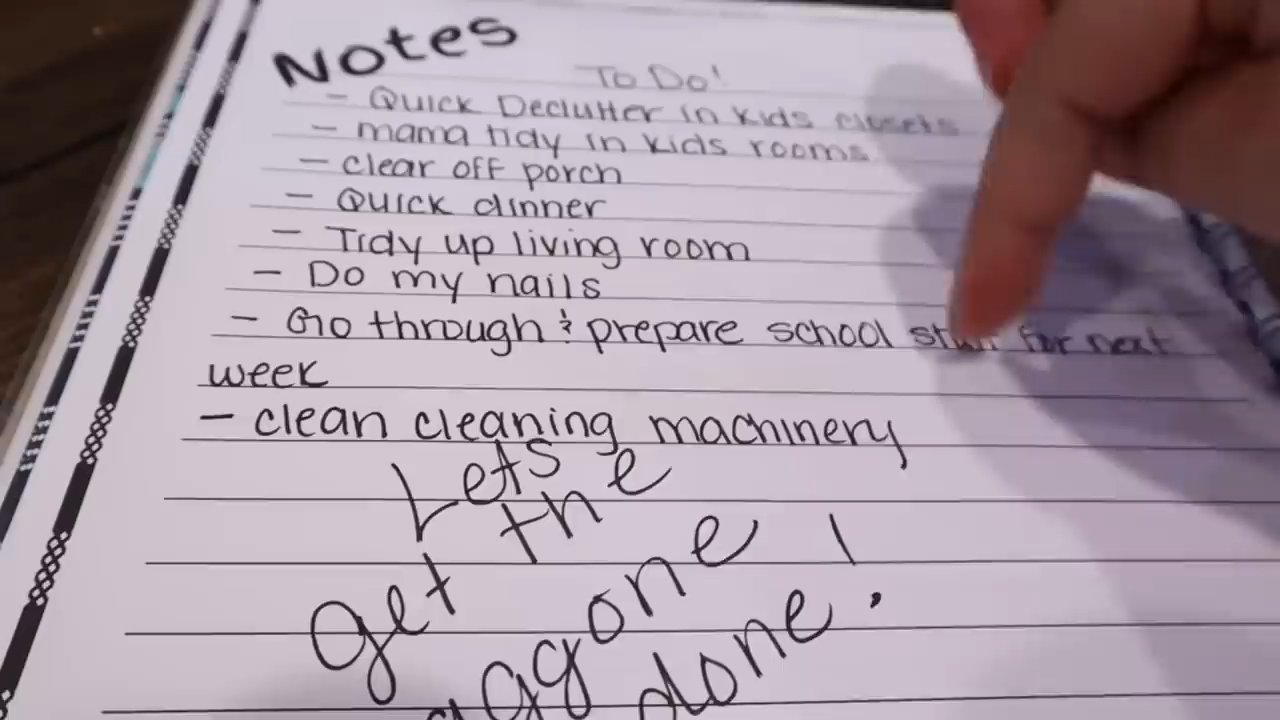 Notes
To Do!
- Quick Declutter in kids closets
- mama tidy in kids rooms
- clear off porch
- Quick dinner
- Tidy up living room
- Do my nails
- Go through & prepare school stuff for next
week
- clean cleaning machinery
Lets
get the
done!